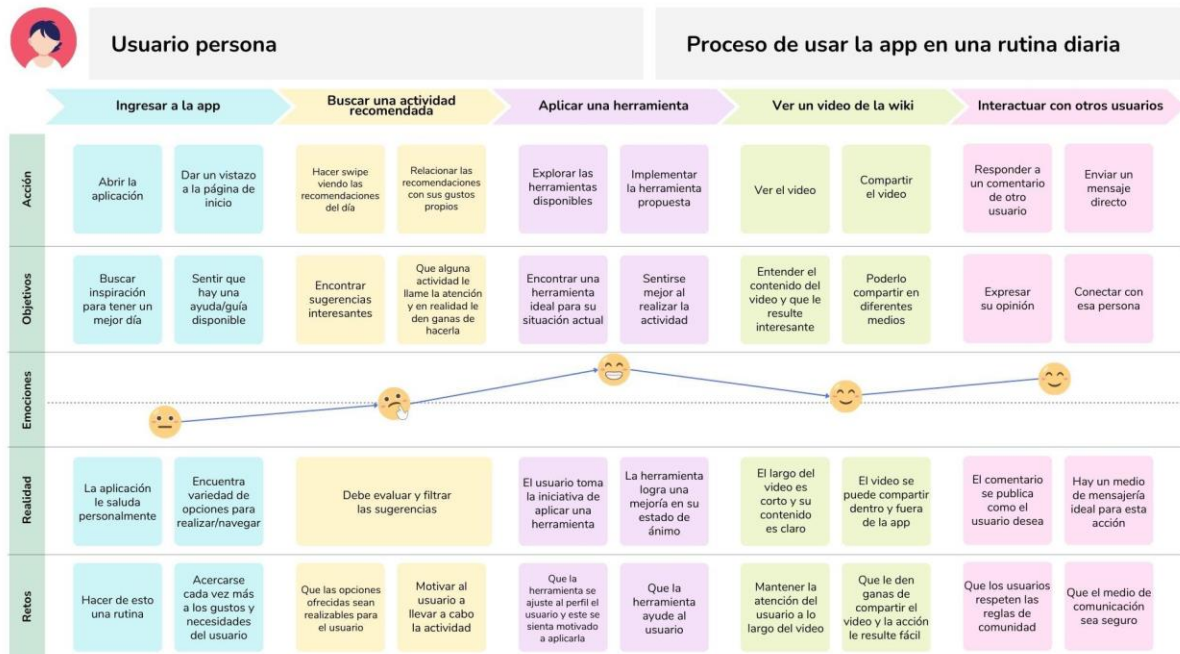 Usuario persona
Proceso de usar la app en una rutina diaria
Ingresar a la app
Buscar una actividad
recomendada
Aplicar una herramienta
Ver un video de la wiki
Interactuar con otros usuarios
Acción
Abrir la
aplicación
Dar un vistazo
a la página de
inicio
Hacer swipe
viendo las
recomendaciones
del día
Relacionar las
recomendaciones
con sus gustos
propios
Explorar las
herramientas
disponibles
Implementar
la herramienta
propuesta
Ver el video
Compartir
el video
Responder a
un comentario
de otro
usuario
Enviar un
mensaje
directo
Objetivos
Buscar
inspiración
para tener un
mejor día
Sentir que
hay una
ayuda/guía
disponible
Encontrar
sugerencias
interesantes
Que alguna
actividad le
llame la atención
y en realidad le
den ganas de
hacerla
Encontrar una
herramienta
ideal para su
situación actual
Sentirse
mejor al
realizar la
actividad
Entender el
contenido del
video y que le
resulte
interesante
Poderlo
compartir en
diferentes
medios
Expresar
su opinión
Conectar con
esa persona
Emociones
Realidad
La aplicación
le saluda
personalmente
Encuentra
variedad de
opciones para
realizar/navegar
Debe evaluar y filtrar
las sugerencias
El usuario toma
la iniciativa de
aplicar una
herramienta
La herramienta
logra una
mejoría en su
estado de
ánimo
El largo del
video es
corto y su
contenido
es claro
El video se
puede compartir
dentro y fuera
de la app
El comentario
se publica
como el
usuario desea
Hay un medio
de mensajería
ideal para esta
acción
Retos
Hacer de esto
una rutina
Acercarse
cada vez más
a los gustos y
necesidades
del usuario
Que las opciones
ofrecidas sean
realizables para
el usuario
Motivar al
usuario a
llevar a cabo
la actividad
Que la
herramienta se
ajuste al perfil el
usuario y este se
sienta motivado
a aplicarla
Que la
herramienta
ayude al
usuario
Mantener la
atención del
usuario a lo
largo del video
Que le den
ganas de
compartir el
video y la acción
le resulte fácil
Que los usuarios
respeten las
reglas de
comunidad
Que el medio de
comunicación
sea seguro